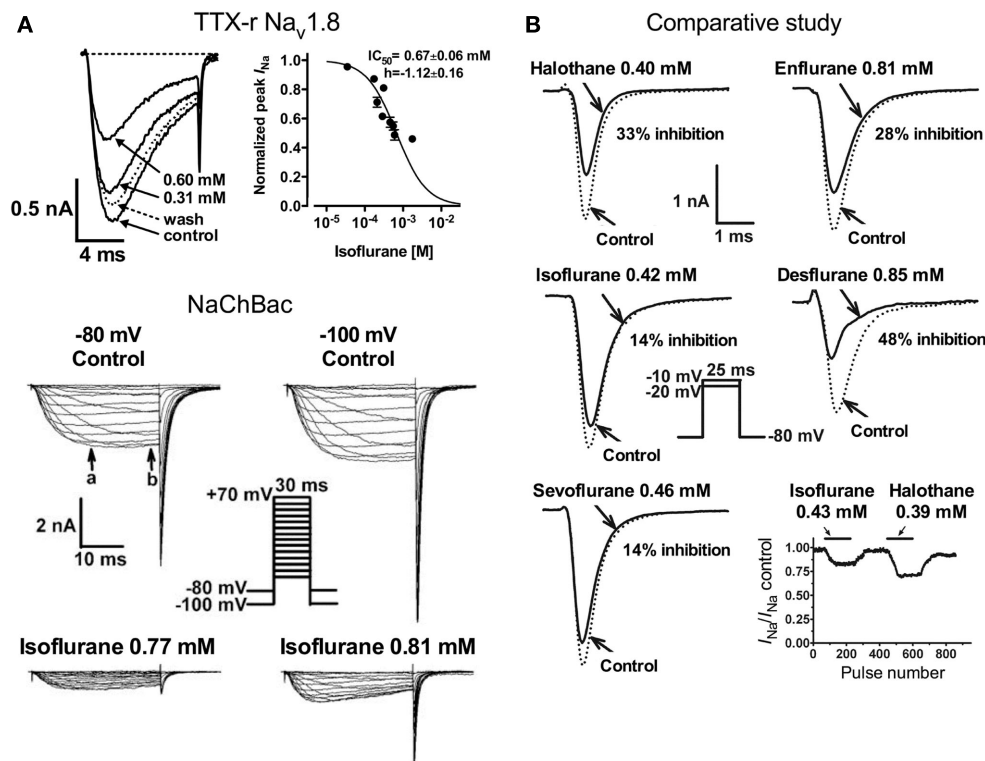 A
TTX-r Nav1.8
0.60 mM
0.31 mM
wash
control
0.5 nA
4 ms
IC50= 0.67±0.06 mM
h=-1.12±0.16
Normalized peak INa
1.0
0.8
0.6
0.4
0.2
0.0
10-5
10-4
10-3
10-2
Isoflurane [M]
NaChBac
-80 mV
Control
-100 mV
Control
a
b
2 nA
10 ms
30 ms
+70 mV
-80 mV
-100 mV
Isoflurane 0.77 mM
Isoflurane 0.81 mM
B
Comparative study
Halothane 0.40 mM
33% inhibition
Control
Enflurane 0.81 mM
28% inhibition
Control
1 nA
1 ms
Isoflurane 0.42 mM
14% inhibition
Control
Desflurane 0.85 mM
48% inhibition
Control
25 ms
-10 mV
-20 mV
-80 mV
Sevoflurane 0.46 mM
14% inhibition
Control
Isoflurane
0.43 mM
Halothane
0.39 mM
INa/INa control
1.00
0.75
0.50
0.25
0.00
0
200
400
600
800
Pulse number